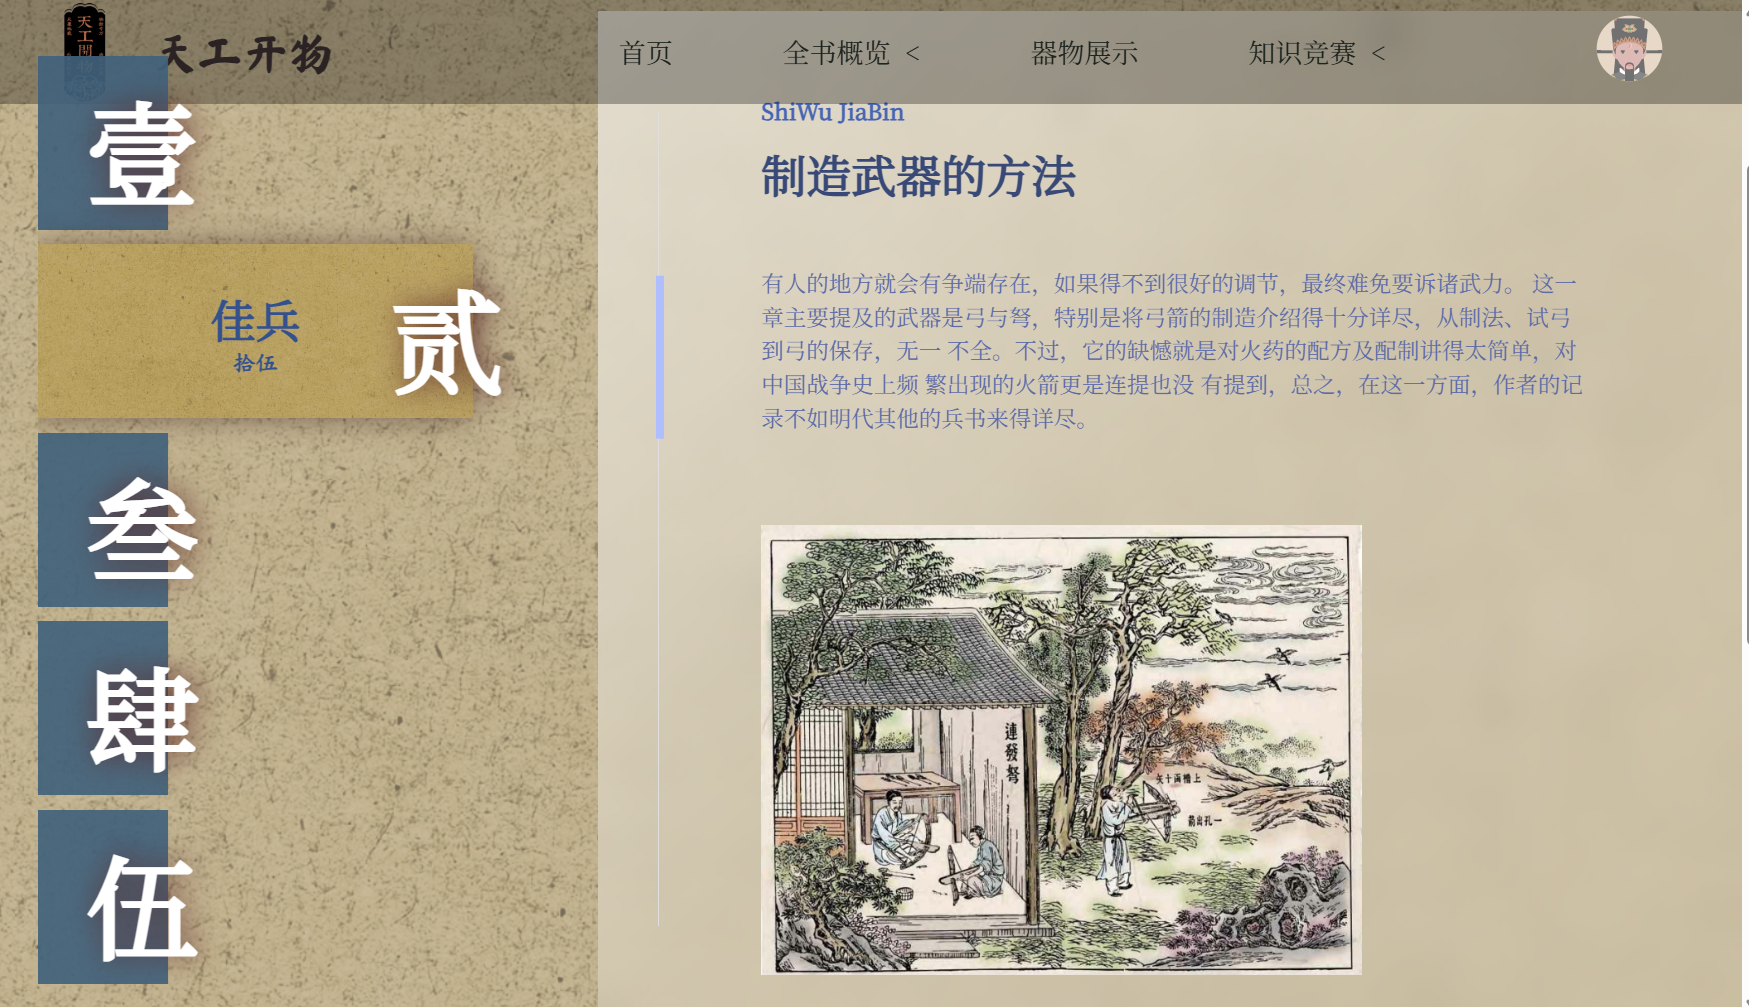 天工開物
天工开物
首页
全书概览 <
器物展示
知识竞赛 <
壹
佳兵
拾伍
贰
叁
肆
伍
ShiWu JiaBin
制造武器的方法
有人的地方就会有争端存在，如果得不到很好的调节，最终难免要诉诸武力。 这一
章主要提及的武器是弓与弩，特别是将弓箭的制造介绍得十分详尽，从制法、试弓
到弓的保存，无一 不全。不过，它的缺憾就是对火药的配方及配制讲得太简单，对
中国战争史上频 繁出现的火箭更是连提也没 有提到，总之，在这一方面，作者的记
录不如明代其他的兵书来得详尽。
連發弩
上槽函十矢
一孔出箭